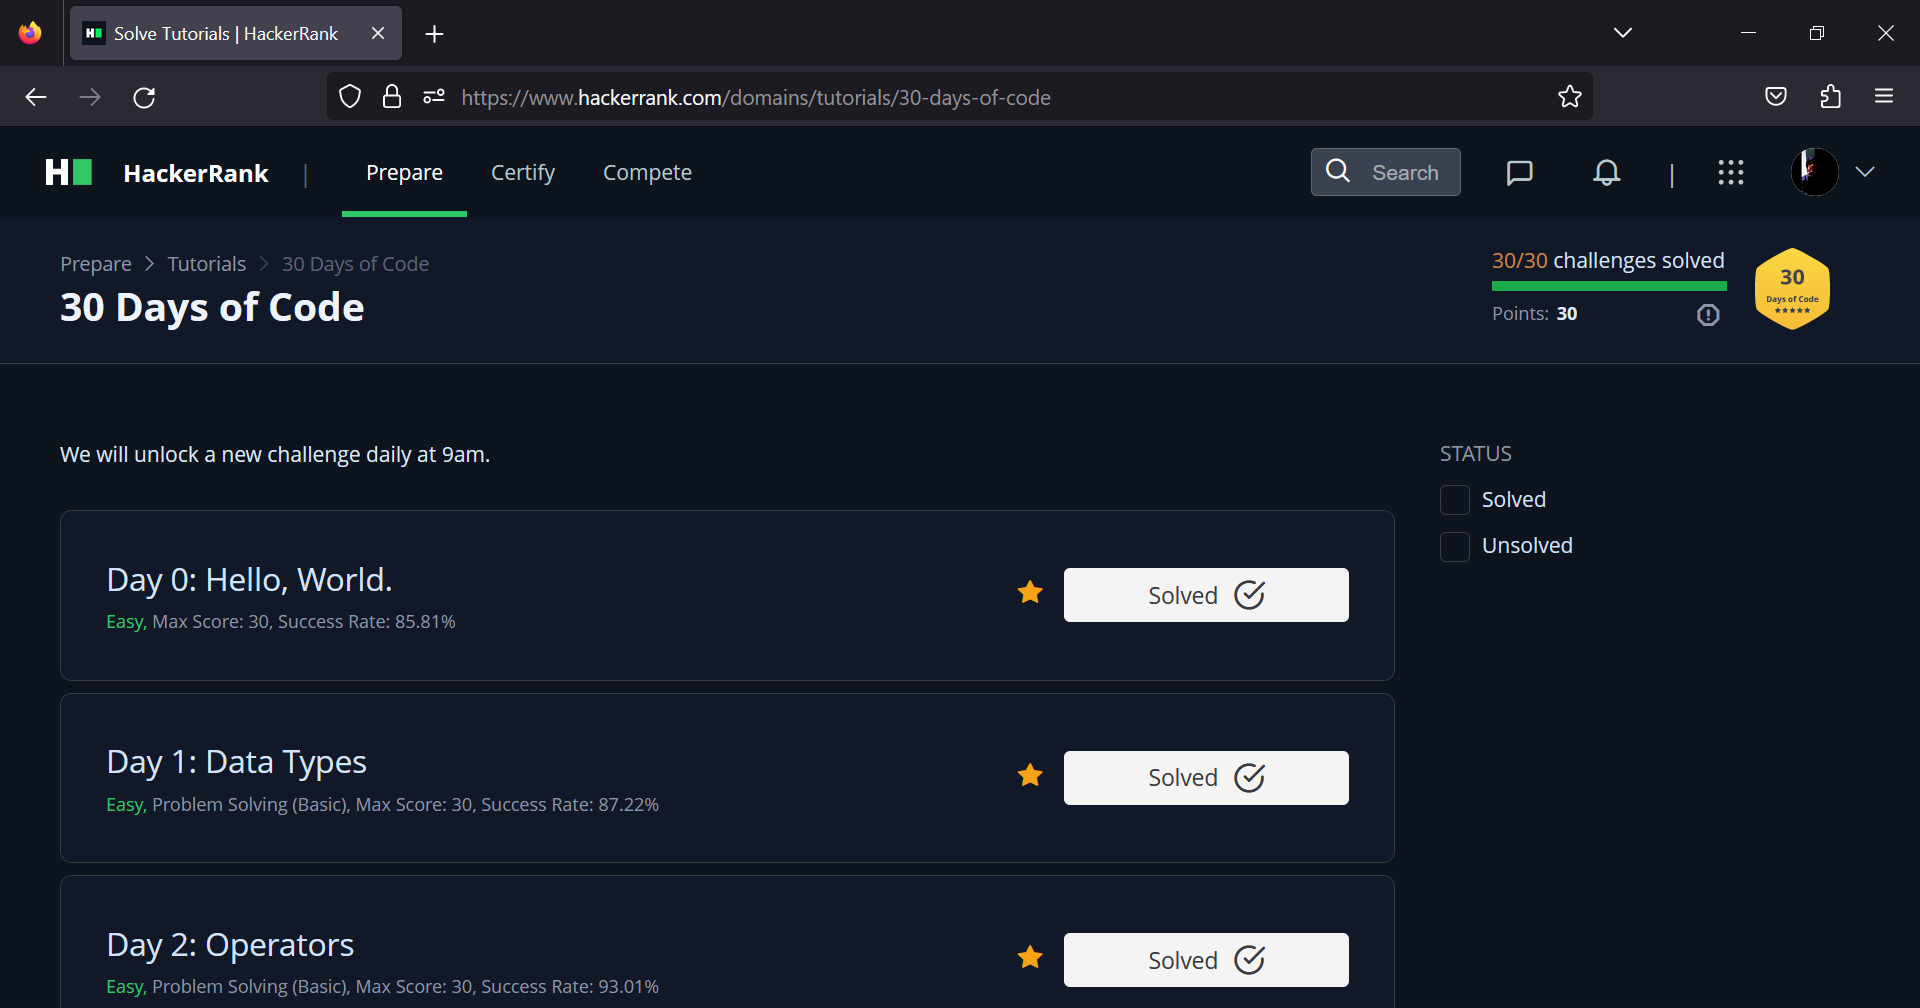 Solve Tutorials | HackerRank
https://www.hackerrank.com/domains/tutorials/30-days-of-code
H HackerRank | Prepare Certify Compete Search |
Prepare > Tutorials > 30 Days of Code
30 Days of Code
30/30 challenges solved
Points: 30
30
Days of Code
We will unlock a new challenge daily at 9am.
STATUS
Solved
Unsolved
Day 0: Hello, World.
Easy, Max Score: 30, Success Rate: 85.81%
Solved
Day 1: Data Types
Easy, Problem Solving (Basic), Max Score: 30, Success Rate: 87.22%
Solved
Day 2: Operators
Easy, Problem Solving (Basic), Max Score: 30, Success Rate: 93.01%
Solved